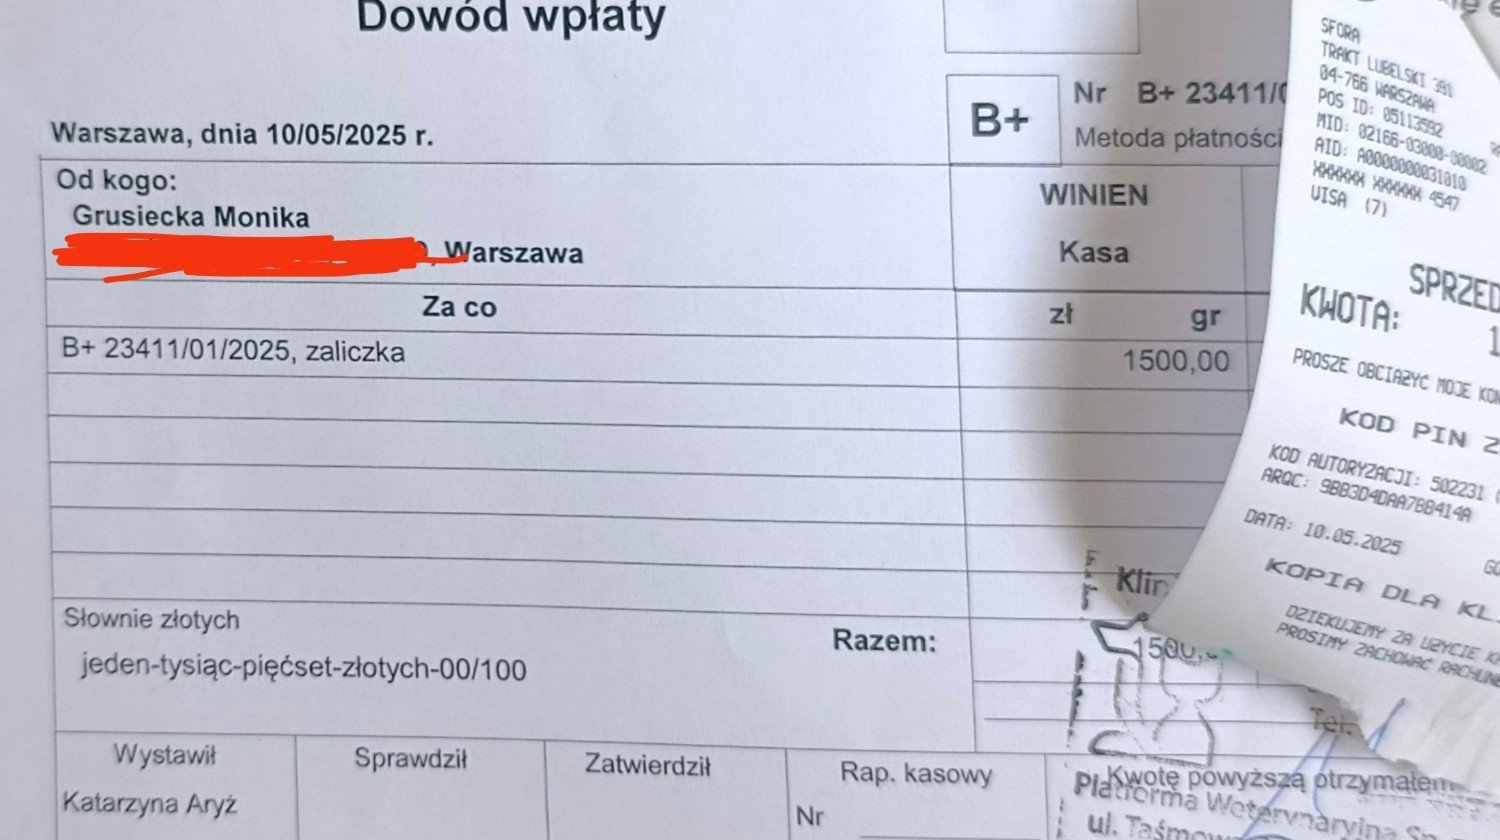 Dowód wpłaty
B+
Nr B+ 23411/
Metoda płatności
Warszawa, dnia 10/05/2025 r.
Od kogo:
Grusiecka Monika
, Warszawa
WINIEN
Kasa
Za co
zł gr
B+ 23411/01/2025, zaliczka
1500,00
Słownie złotych
jeden-tysiąc-pięćset-złotych-00/100
Razem:
1500,
Wystawił
Sprawdził
Zatwierdził
Rap. kasowy
Katarzyna Aryż
Nr
Kwotę powyższą otrzymałem
Platforma Weterynaryjna
ul.
Tel.
SFORA
TRAKT LUBELSKI 391
04-766 WARSZAWA
POS ID: 05113592
MID: 02166-03000-00002
AID: A0000000031010
XXXXXX XXXXXX 4547
VISA (7)
KWOTA:
PROSZE OBCIAZYC MOJE
KOD PIN
KOD AUTORYZACJI: 502231
ARQC: 9BB3D4DAA7BB414A
DATA: 10.05.2025
KOPIA DLA
DZIEKUJEMY ZA UZYCIE
PROSIMY ZACHOWAC